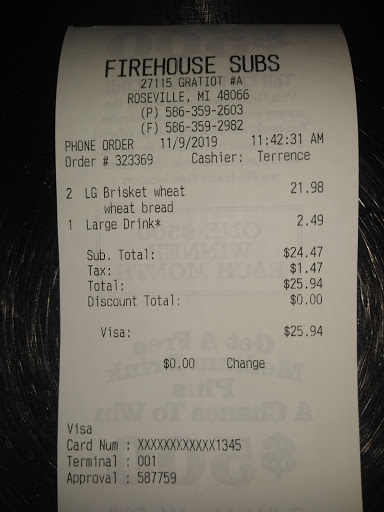 FIREHOUSE SUBS
27115 GRATIOT #A
ROSEVILLE, MI 48066
(P) 586-359-2603
(F) 586-359-2982
PHONE ORDER 11/9/2019 11:42:31 AM
Order # 323369 Cashier: Terrence
2 LG Brisket wheat 21.98
wheat bread
1 Large Drink* 2.49
Sub. Total: $24.47
Tax: $1.47
Total: $25.94
Discount Total: $0.00
Visa: $25.94
$0.00 Change
Visa
Card Num : XXXXXXXXXXXX1345
Terminal : 001
Approval : 587759